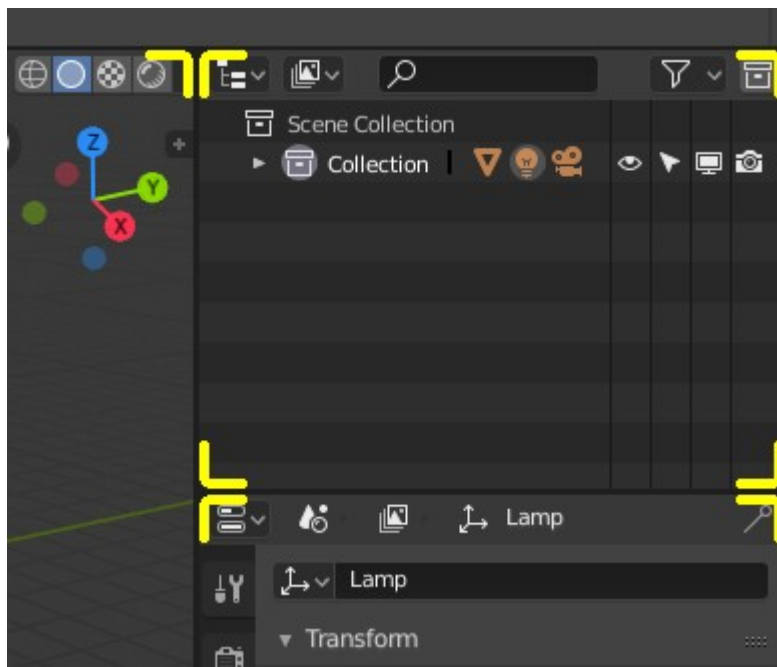 Scene Collection
Z
Collection
Y
X
Lamp
Lamp
Transform